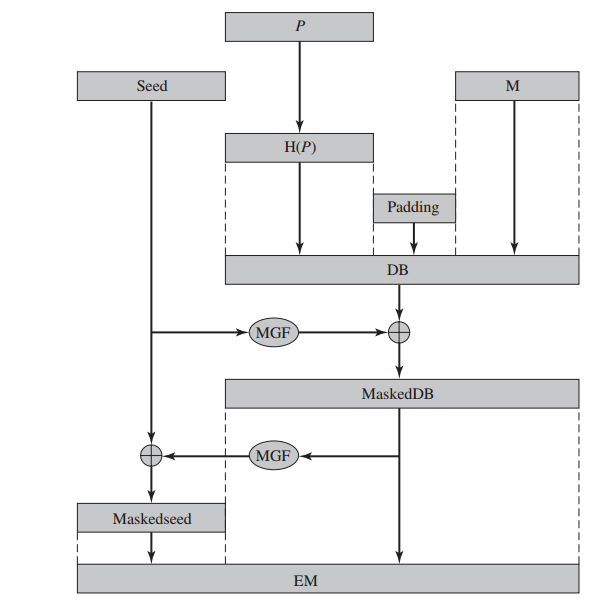 P
Seed
M
H(P)
Padding
DB
MGF
MaskedDB
MGF
Maskedseed
EM